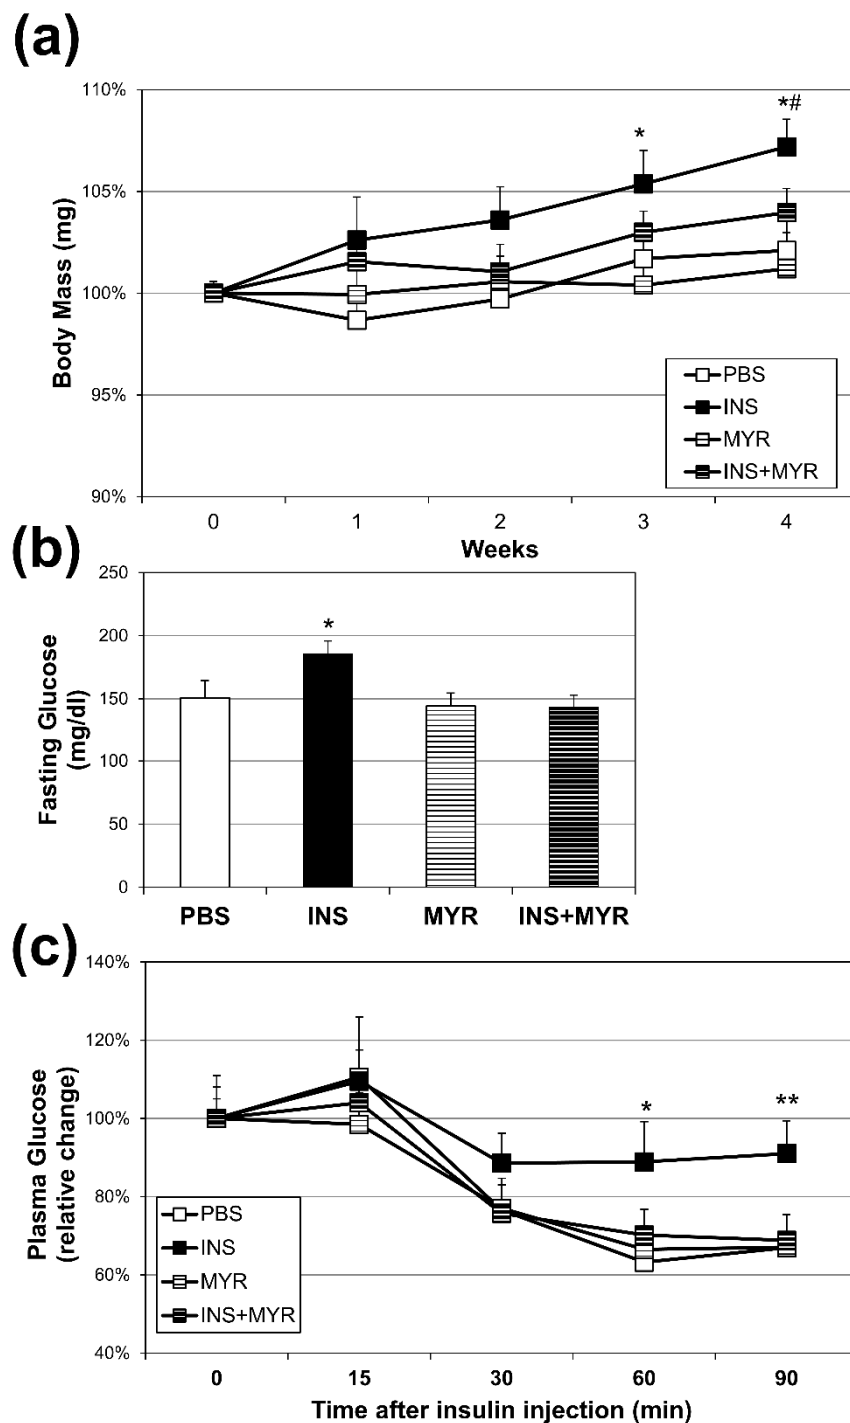 (a)
Body Mass (mg)
110%
105%
100%
95%
90%
*
*#
PBS
INS
MYR
INS+MYR
0 1 2 3 4
Weeks
(b)
Fasting Glucose
(mg/dl)
250
200
150
100
50
0
*
PBS INS MYR INS+MYR
(c)
Plasma Glucose
(relative change)
140%
120%
100%
80%
60%
40%
*
**
PBS
INS
MYR
INS+MYR
0 15 30 60 90
Time after insulin injection (min)